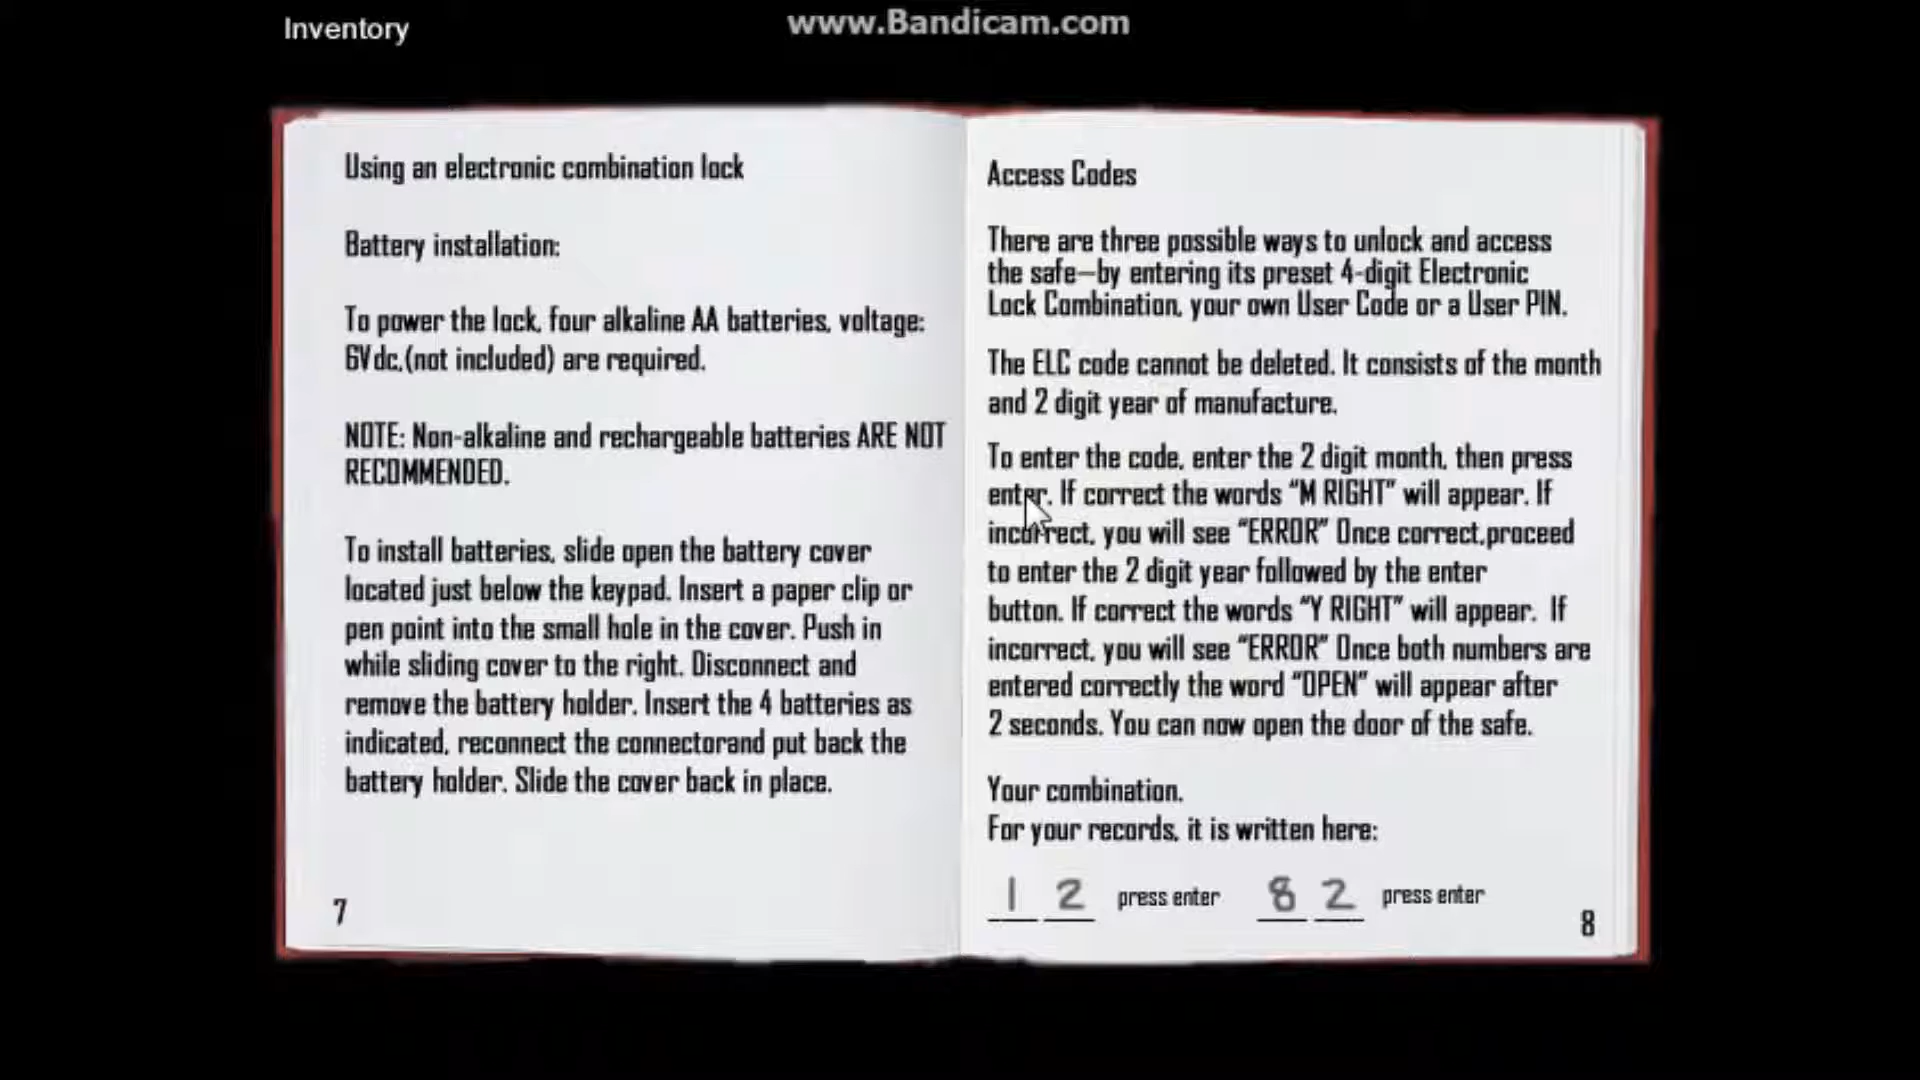 Inventory
www.Bandicam.com
Using an electronic combination lock
Battery installation:
To power the lock, four alkaline AA batteries, voltage:
6Vdc,(not included) are required.
NOTE: Non-alkaline and rechargeable batteries ARE NOT
RECOMMENDED.
To install batteries, slide open the battery cover
located just below the keypad. Insert a paper clip or
pen point into the small hole in the cover. Push in
while sliding cover to the right. Disconnect and
remove the battery holder. Insert the 4 batteries as
indicated, reconnect the connectorand put back the
battery holder. Slide the cover back in place.
7
Access Codes
There are three possible ways to unlock and access
the safe—by entering its preset 4-digit Electronic
Lock Combination, your own User Code or a User PIN.
The ELC code cannot be deleted. It consists of the month
and 2 digit year of manufacture.
To enter the code, enter the 2 digit month, then press
enter. If correct the words “M RIGHT” will appear. If
incorrect, you will see “ERROR” Once correct,proceed
to enter the 2 digit year followed by the enter
button. If correct the words “Y RIGHT” will appear. If
incorrect, you will see “ERROR” Once both numbers are
entered correctly the word “OPEN” will appear after
2 seconds. You can now open the door of the safe.
Your combination.
For your records, it is written here:
1 2 press enter 8 2 press enter
8